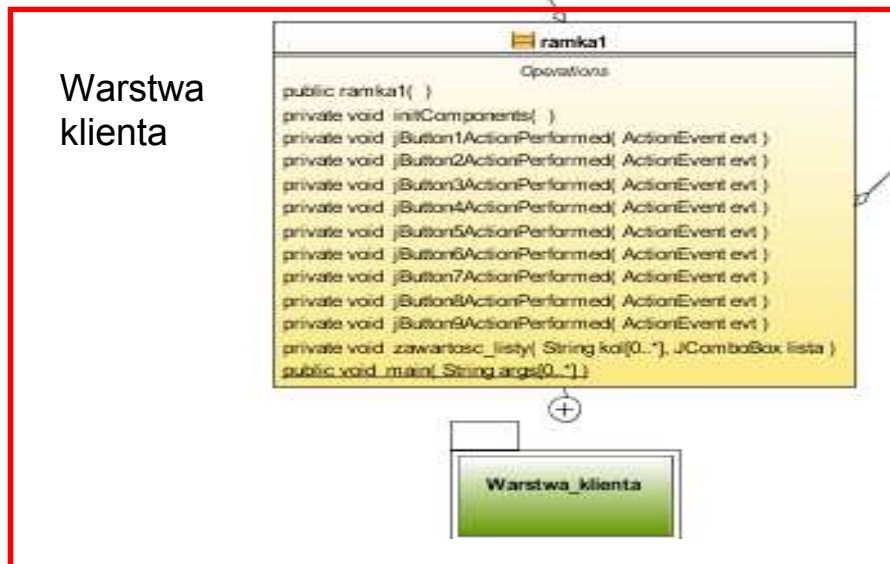 Warstwa
klienta
ramka1
Operations
public ramka1( )
private void initComponents( )
private void jButton1ActionPerformed( ActionEvent evt )
private void jButton2ActionPerformed( ActionEvent evt )
private void jButton3ActionPerformed( ActionEvent evt )
private void jButton4ActionPerformed( ActionEvent evt )
private void jButton5ActionPerformed( ActionEvent evt )
private void jButton6ActionPerformed( ActionEvent evt )
private void jButton7ActionPerformed( ActionEvent evt )
private void jButton8ActionPerformed( ActionEvent evt )
private void jButton9ActionPerformed( ActionEvent evt )
private void zawartosc_listy( String kol[0..*], JComboBox lista )
public void main( String args[0..*] )
Warstwa_klienta